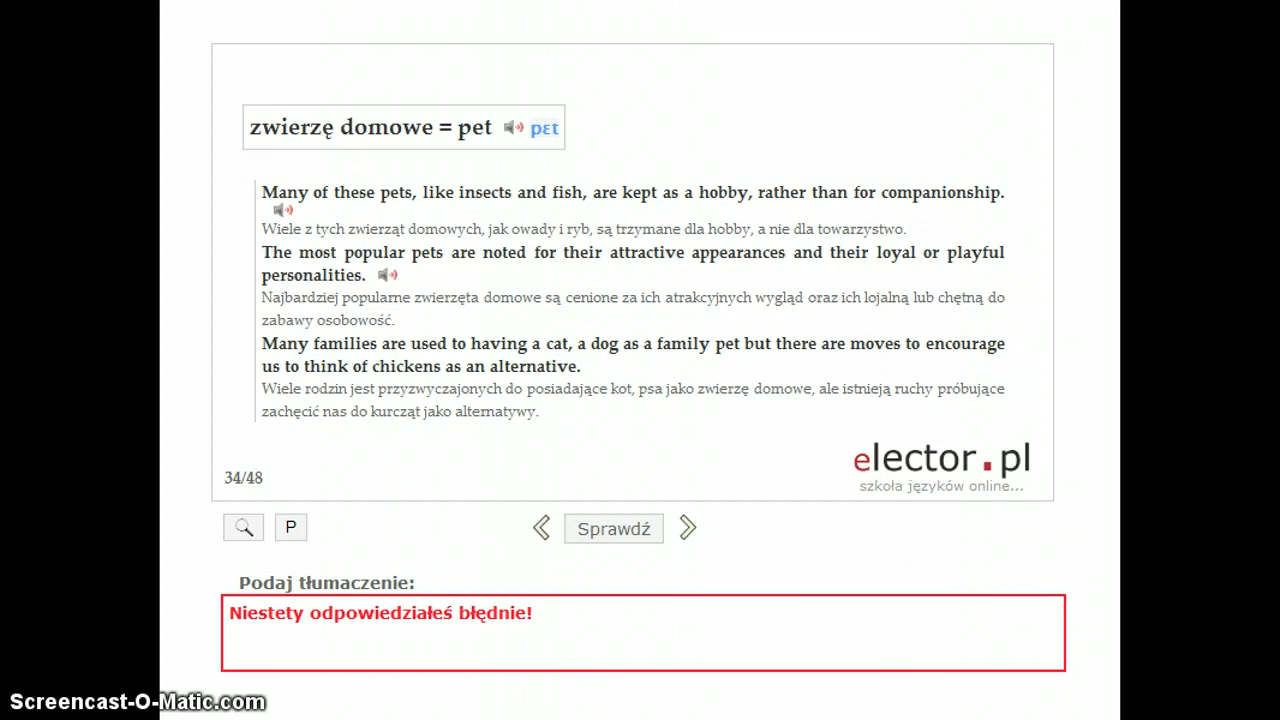 zwierzę domowe = pet pɛt
Many of these pets, like insects and fish, are kept as a hobby, rather than for companionship.
Wiele z tych zwierząt domowych, jak owady i ryb, są trzymane dla hobby, a nie dla towarzystwo.
The most popular pets are noted for their attractive appearances and their loyal or playful
personalities.
Najbardziej popularne zwierzęta domowe są cenione za ich atrakcyjnych wygląd oraz ich lojalną lub chętną do
zabawy osobowość.
Many families are used to having a cat, a dog as a family pet but there are moves to encourage
us to think of chickens as an alternative.
Wiele rodzin jest przyzwyczajonych do posiadające kot, psa jako zwierzę domowe, ale istnieją ruchy próbujące
zachęcić nas do kurcząt jako alternatywy.
34/48
elector.pl
szkoła języków online...
P
Sprawdź
Podaj tłumaczenie:
Niestety odpowiedziałeś błędnie!
Screencast-O-Matic.com